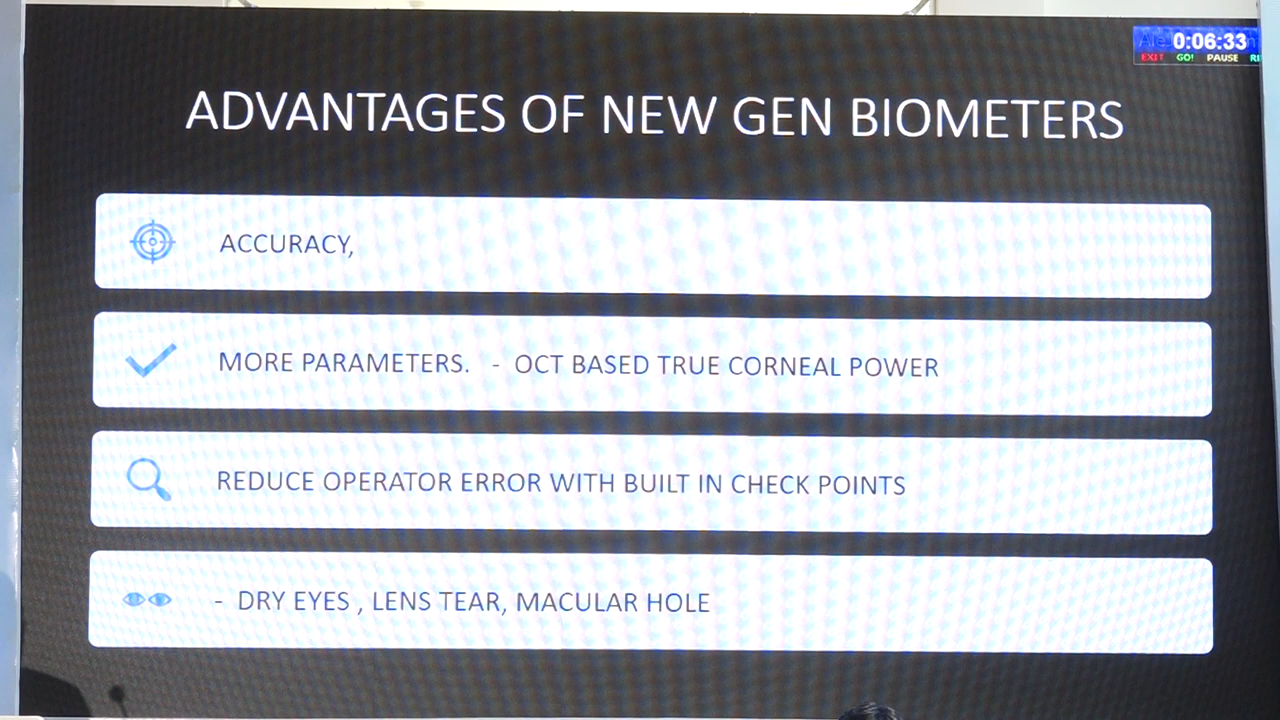 0:06:33
EXIT GO! PAUSE
ADVANTAGES OF NEW GEN BIOMETERS
ACCURACY,
MORE PARAMETERS. - OCT BASED TRUE CORNEAL POWER
REDUCE OPERATOR ERROR WITH BUILT IN CHECK POINTS
- DRY EYES , LENS TEAR, MACULAR HOLE